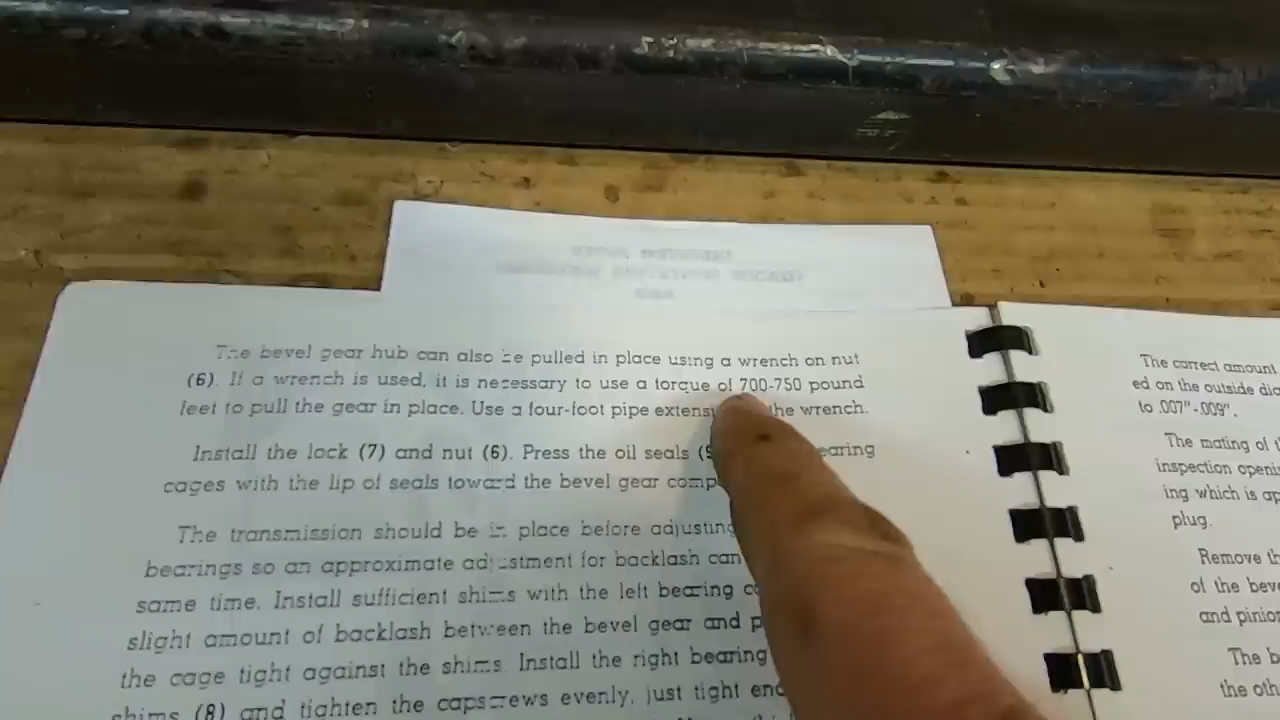 The bevel gear hub can also be pulled in place using a wrench on nut
(6). If a wrench is used, it is necessary to use a torque of 700-750 pound
feet to pull the gear in place. Use a four-foot pipe extens the wrench.
Install the lock (7) and nut (6). Press the oil seals ( earing
cages with the lip of seals toward the bevel gear comp
The transmission should be in place before adjusting
bearings so an approximate adjustment for backlash can
same time. Install sufficient shims with the left bearing
slight amount of backlash between the bevel gear and p
the cage tight against the shims. Install the right bearing
shims (8) and tighten the capscrews evenly, just tight
The correct amount
ed on the outside
to .007"-.009".
The mating of
inspection openi
ing which is ap
plug.
Remove
of the bev
and pinion
The b
the oth